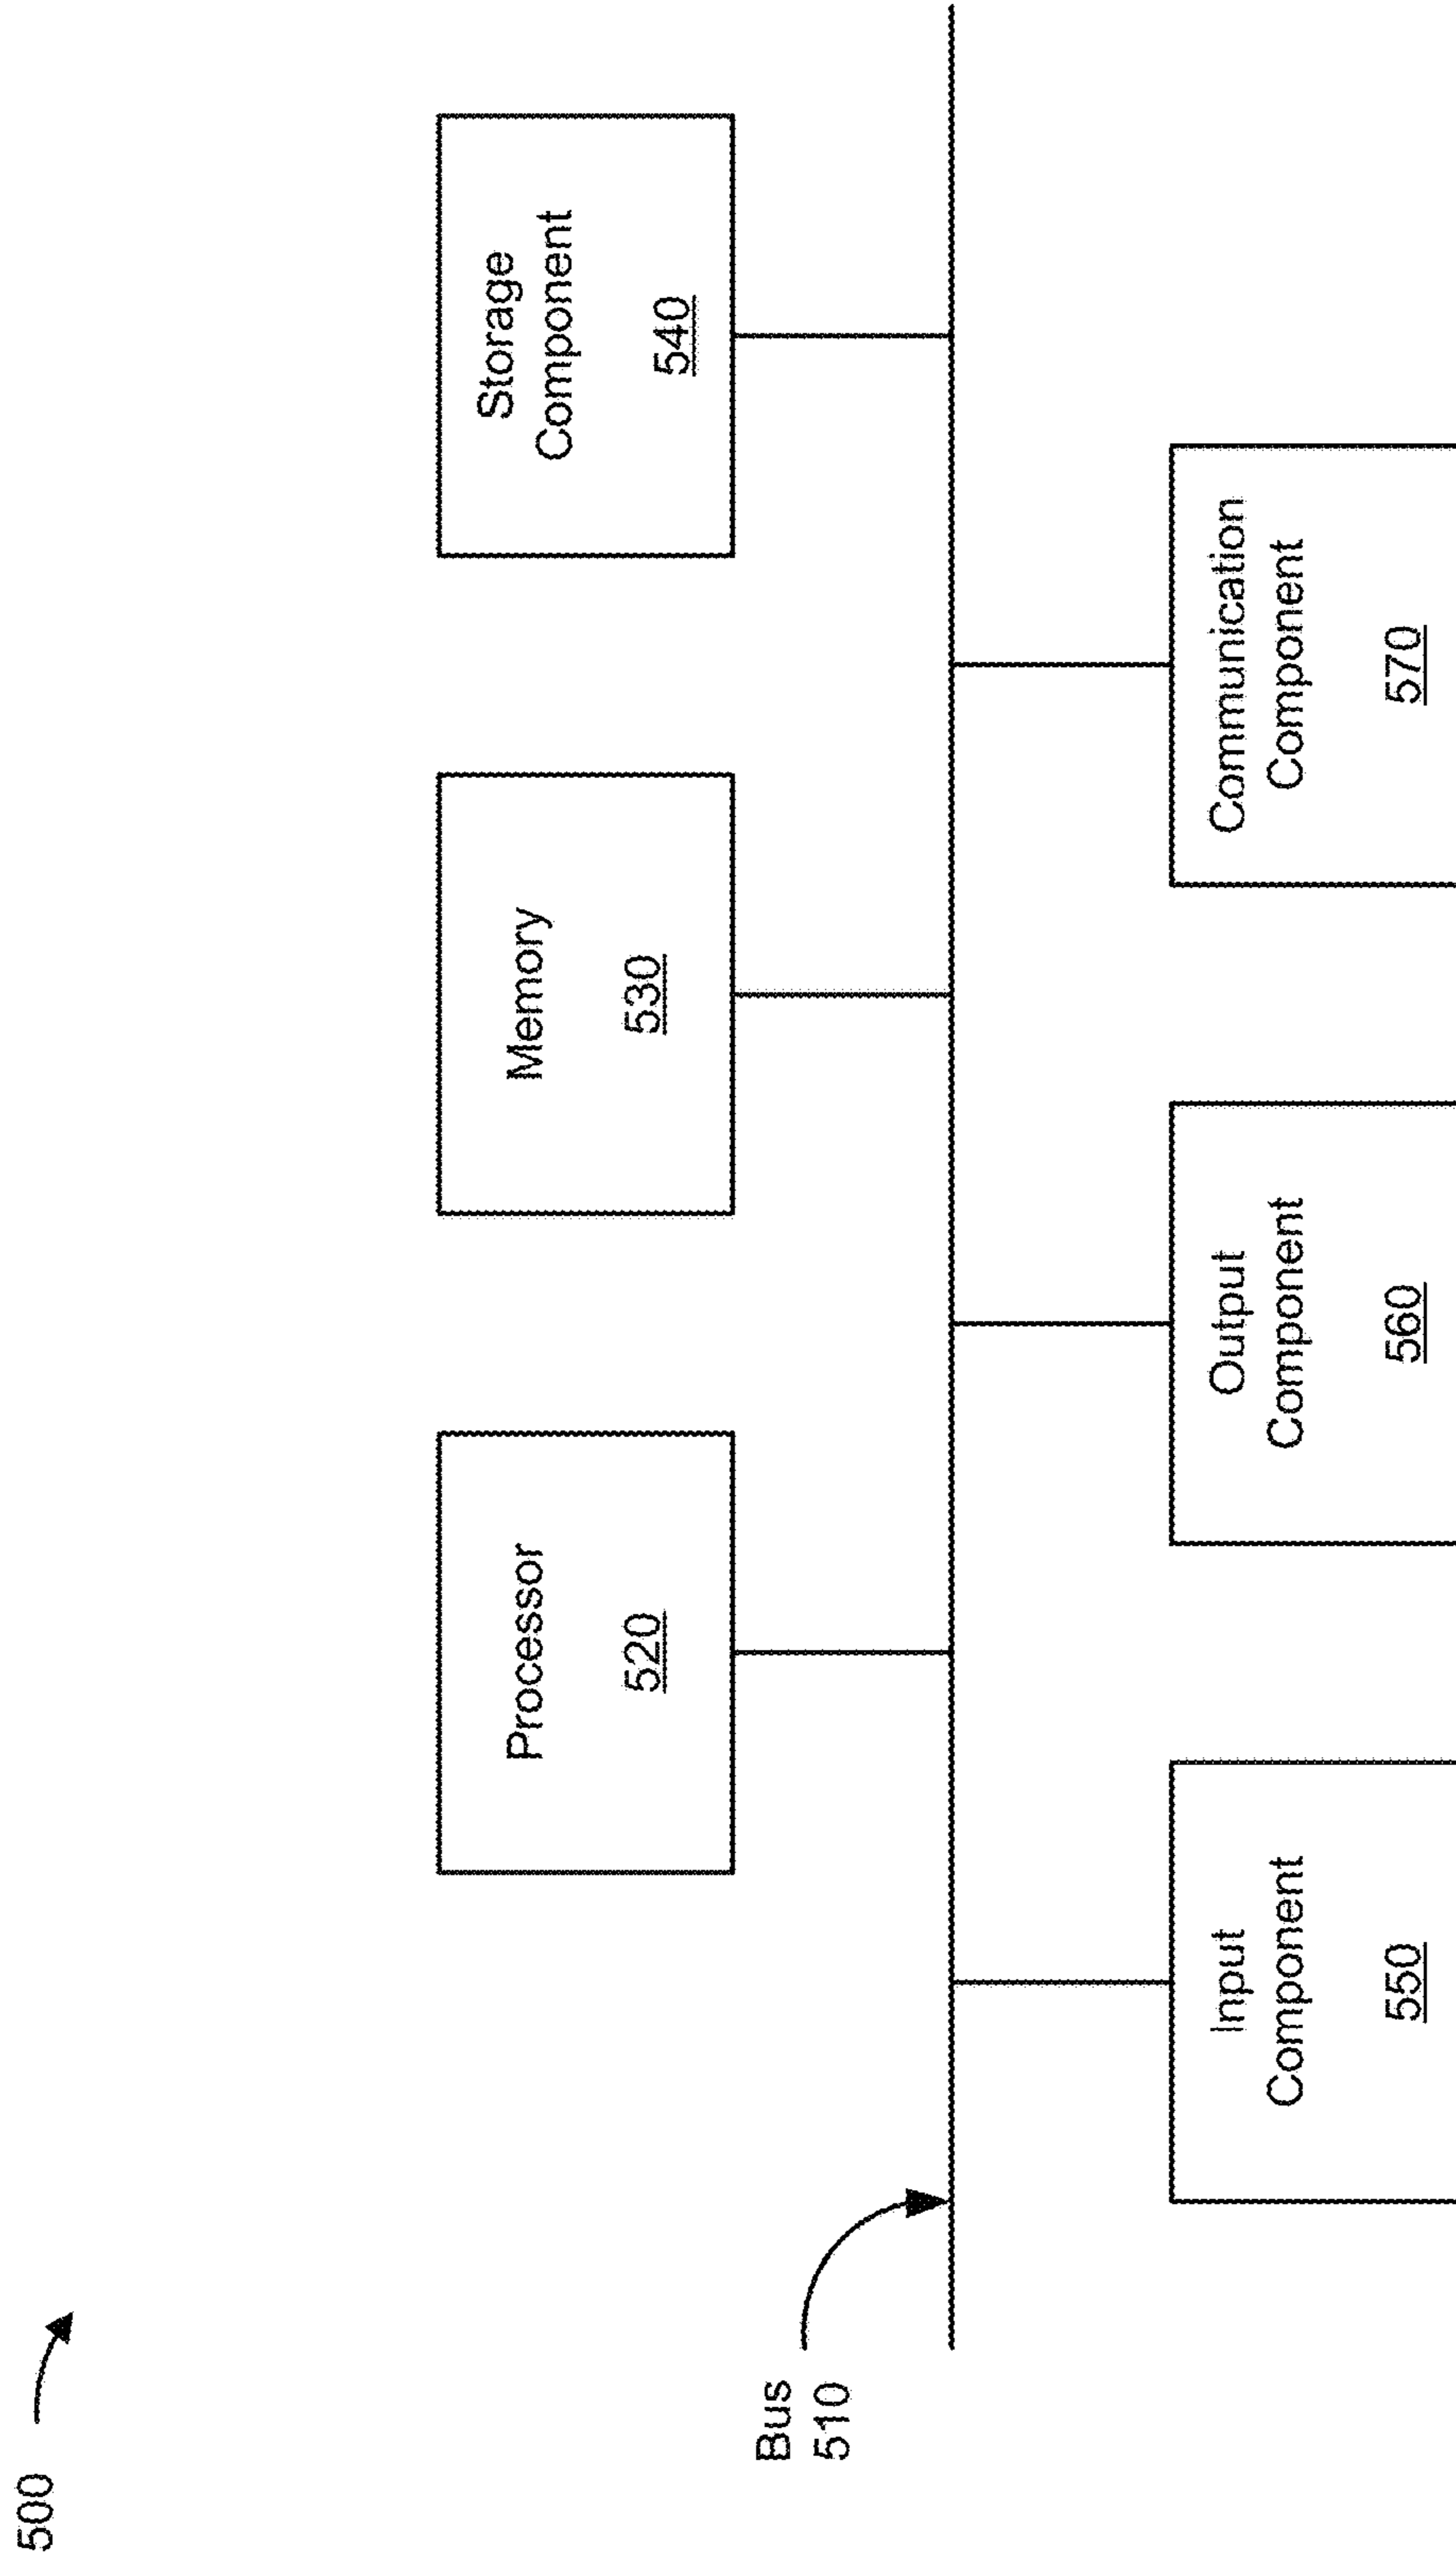 500
Processor
520
Memory
530
Storage
Component
540
Bus
510
Input
Component
550
Output
Component
560
Communication
Component
570